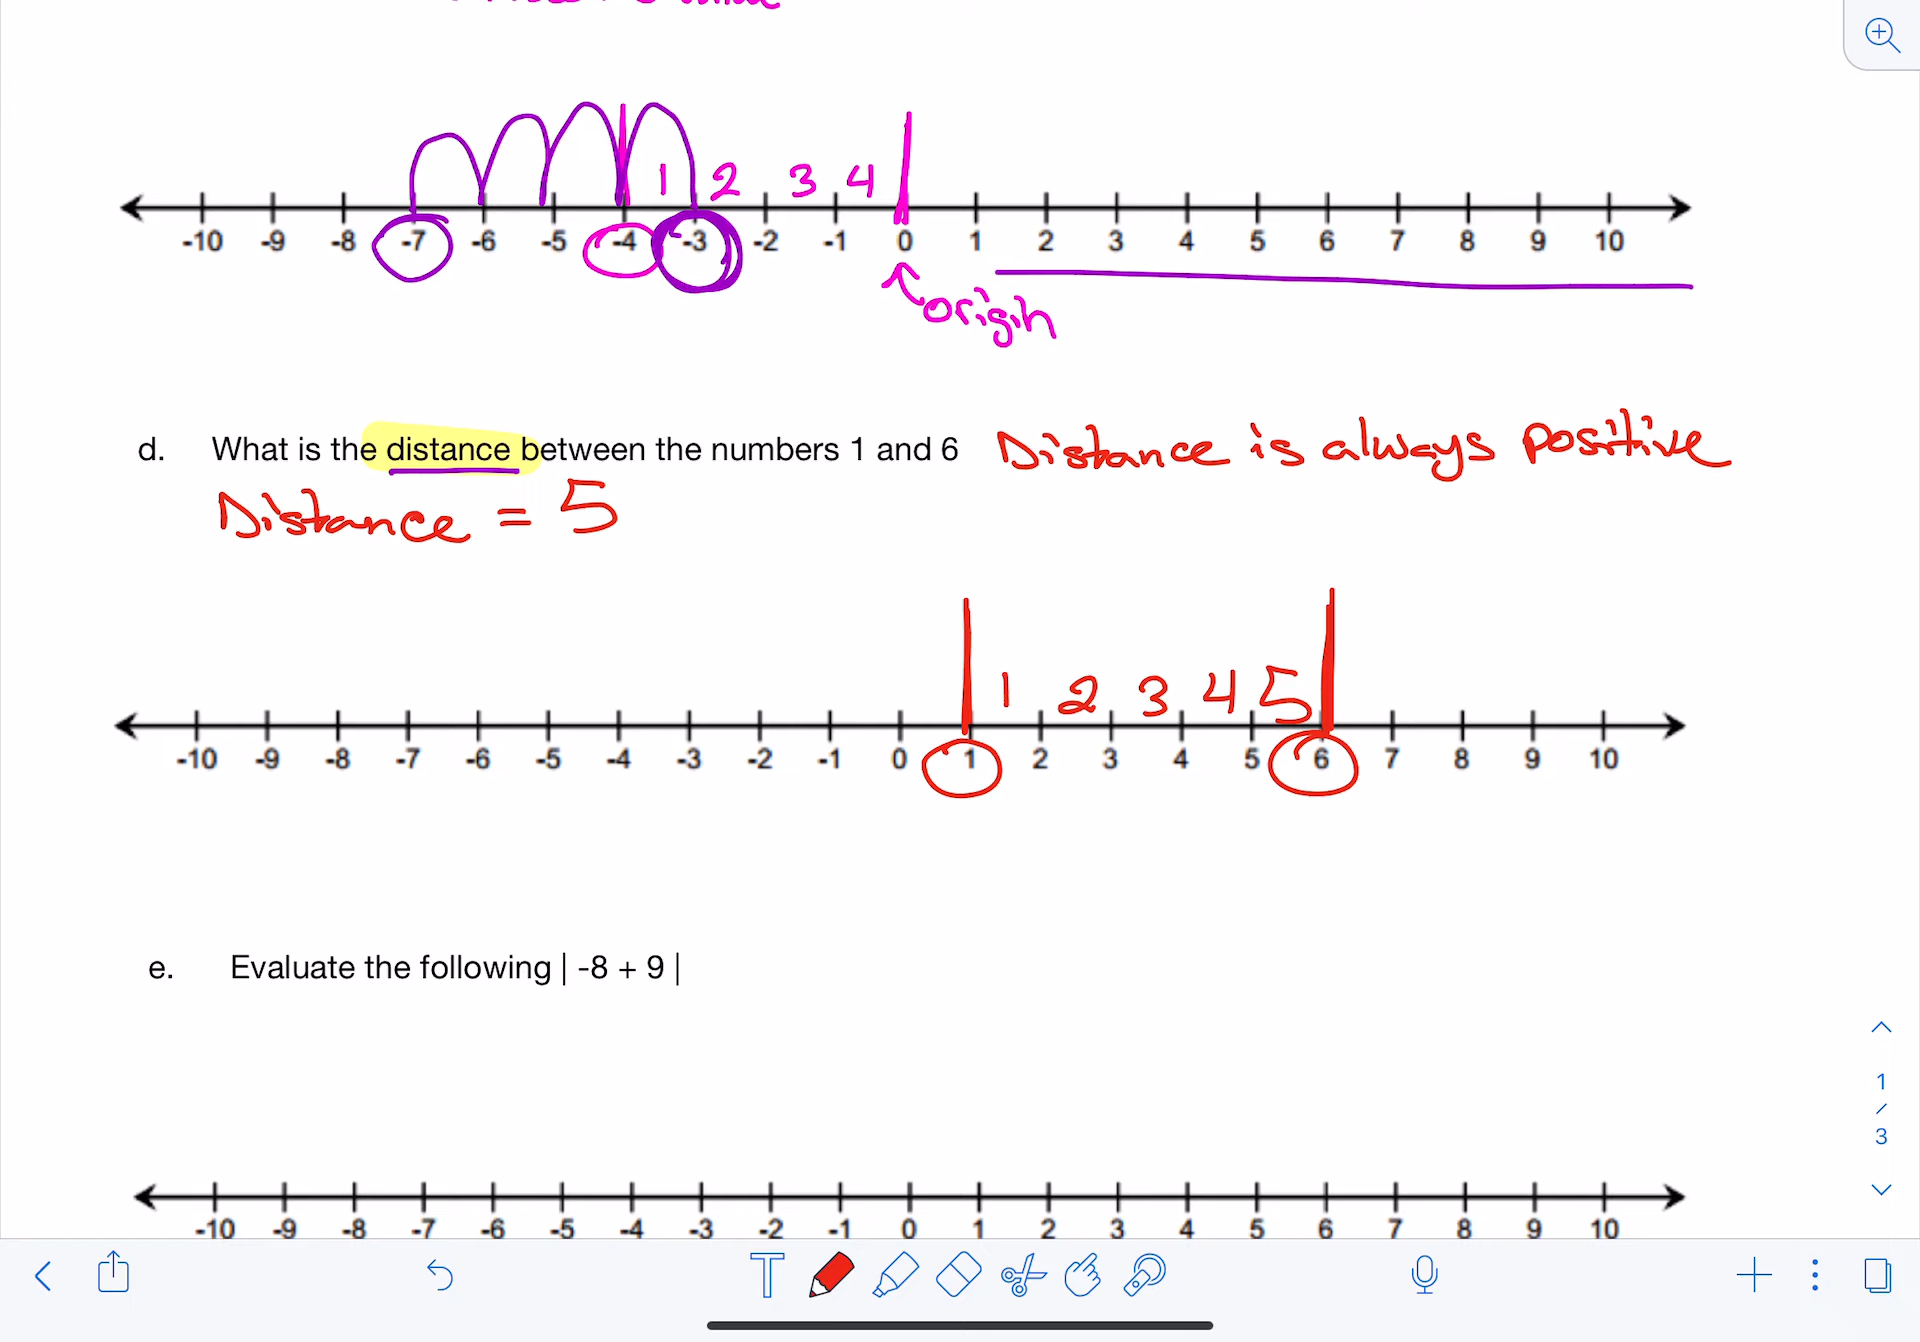 1 2 3 4
-10 -9 -8 -7 -6 -5 -4 -3 -2 -1 0 1 2 3 4 5 6 7 8 9 10
origin
d. What is the distance between the numbers 1 and 6 Distance is always positive
Distance = 5
1 2 3 4 5
-10 -9 -8 -7 -6 -5 -4 -3 -2 -1 0 1 2 3 4 5 6 7 8 9 10
e. Evaluate the following | -8 + 9 |
1
/
3
-10 -9 -8 -7 -6 -5 -4 -3 -2 -1 0 1 2 3 4 5 6 7 8 9 10
T